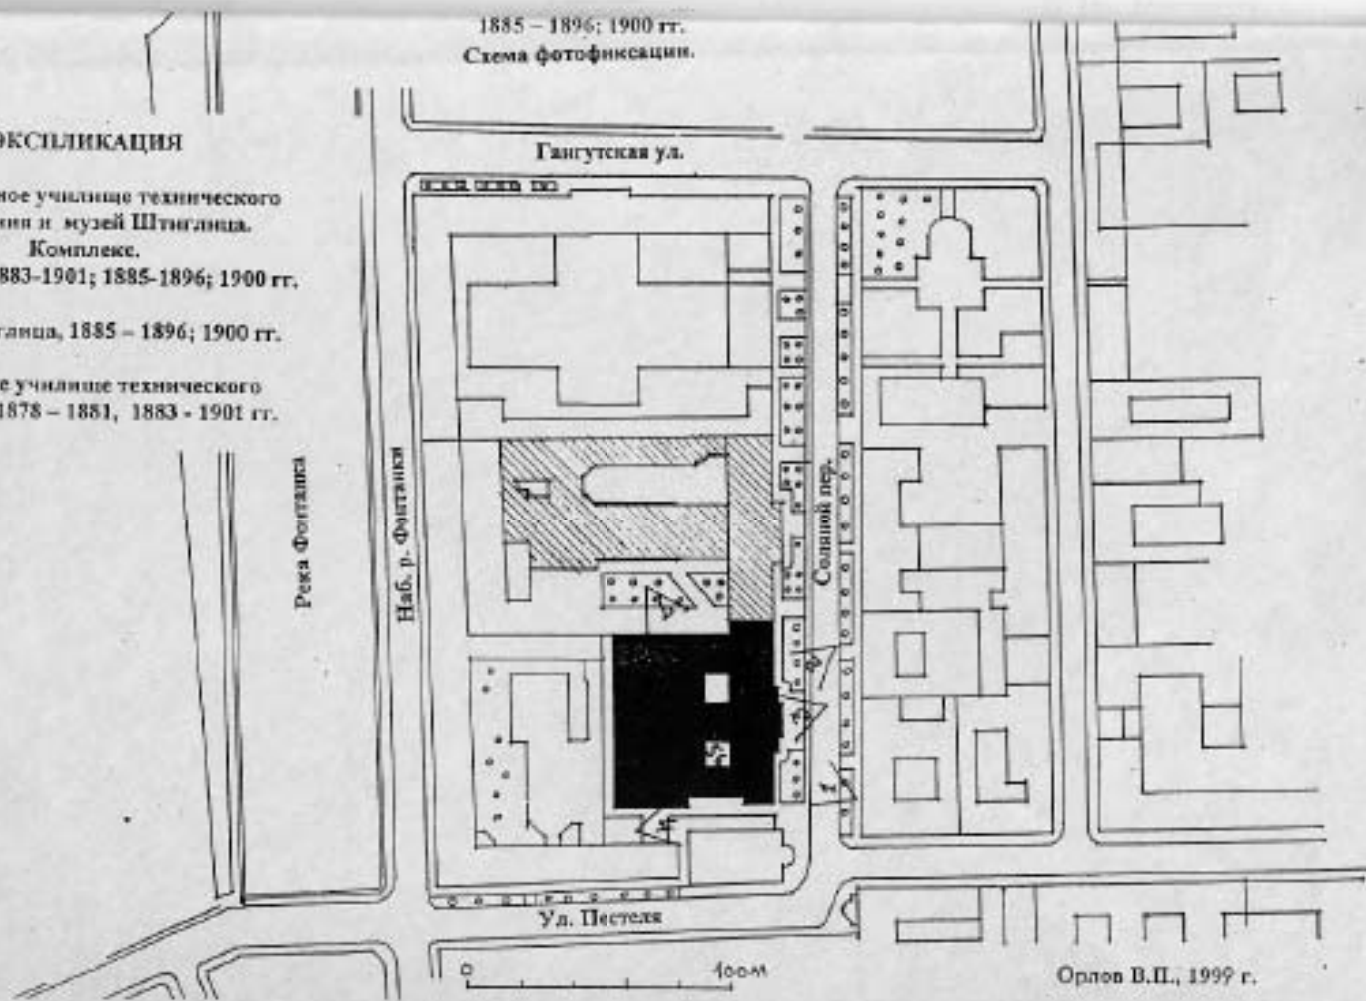 1885 – 1896; 1900 гг.
Схема фотофиксации.
ЭКСПЛИКАЦИЯ
ное училище технического
ния и музей Штиглица.
Комплекс.
883-1901; 1885-1896; 1900 гг.
глица, 1885 – 1896; 1900 гг.
е училище технического
1878 – 1881, 1883 - 1901 гг.
Гангутская ул.
Река Фонтанка
Наб. р. Фонтанки
Соляной пер.
Ул. Пестеля
0 100м
Орлов В.П., 1999 г.